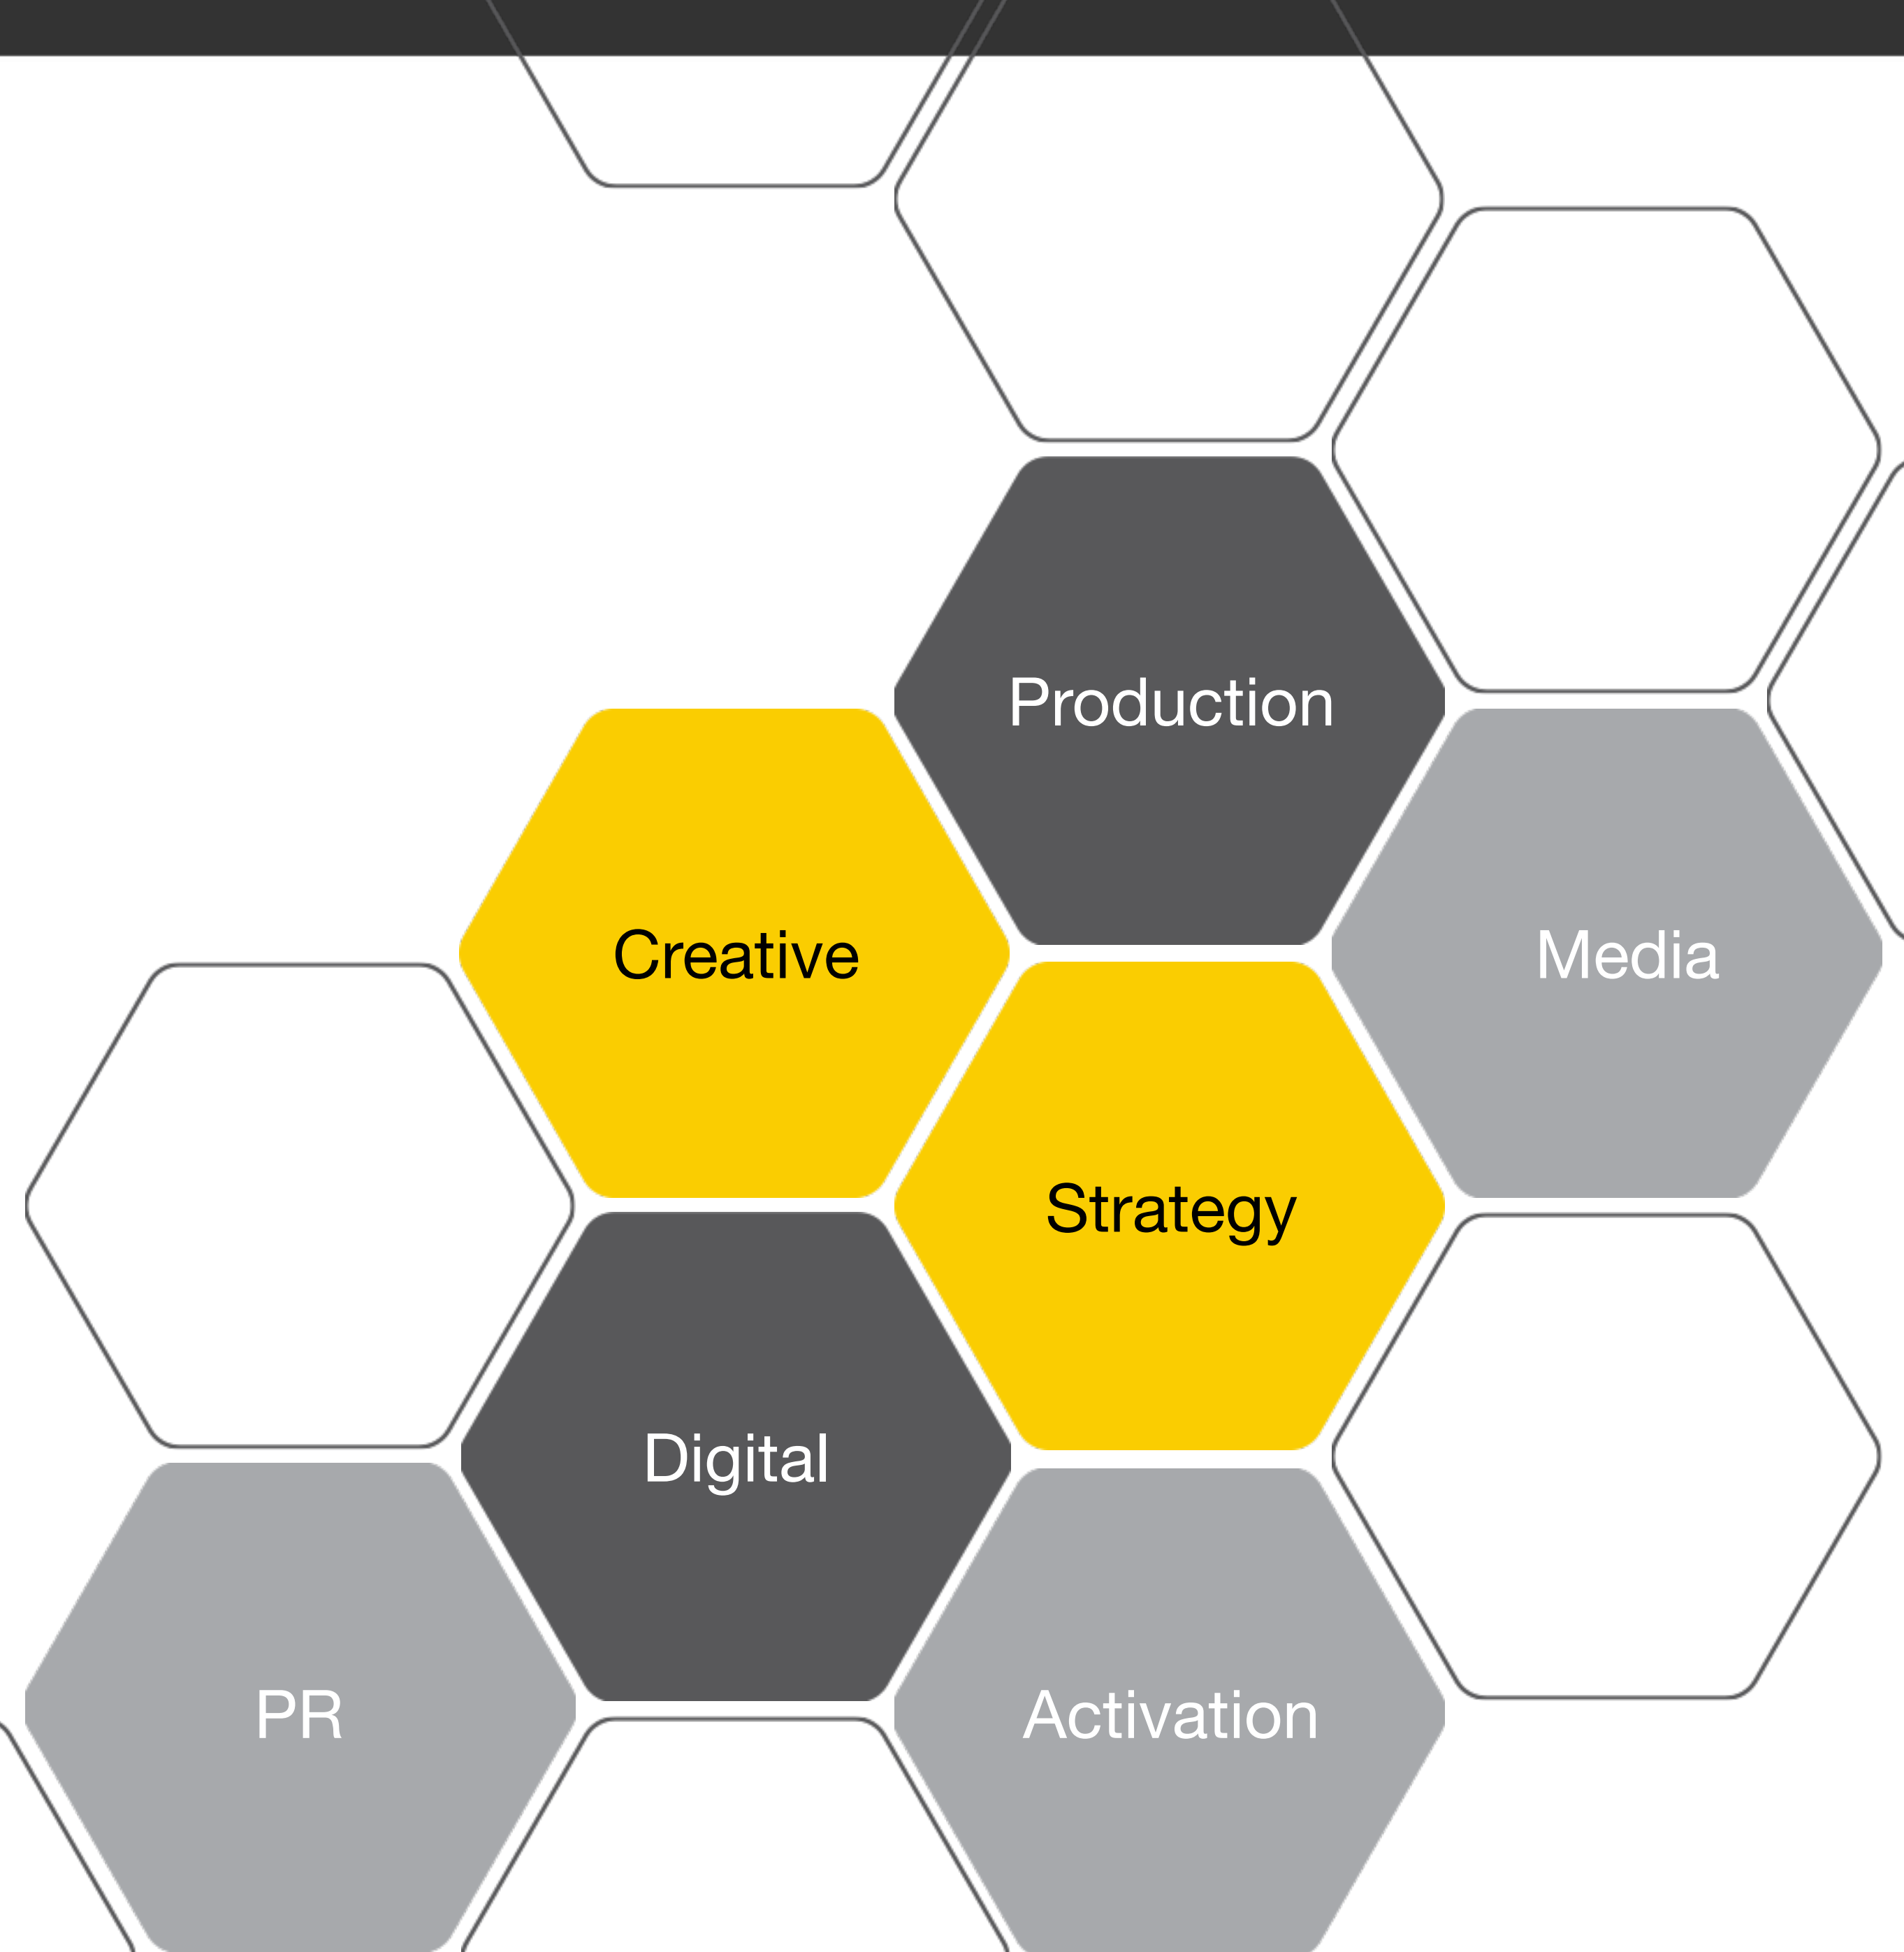 Production
Creative
Media
Strategy
Digital
PR
Activation